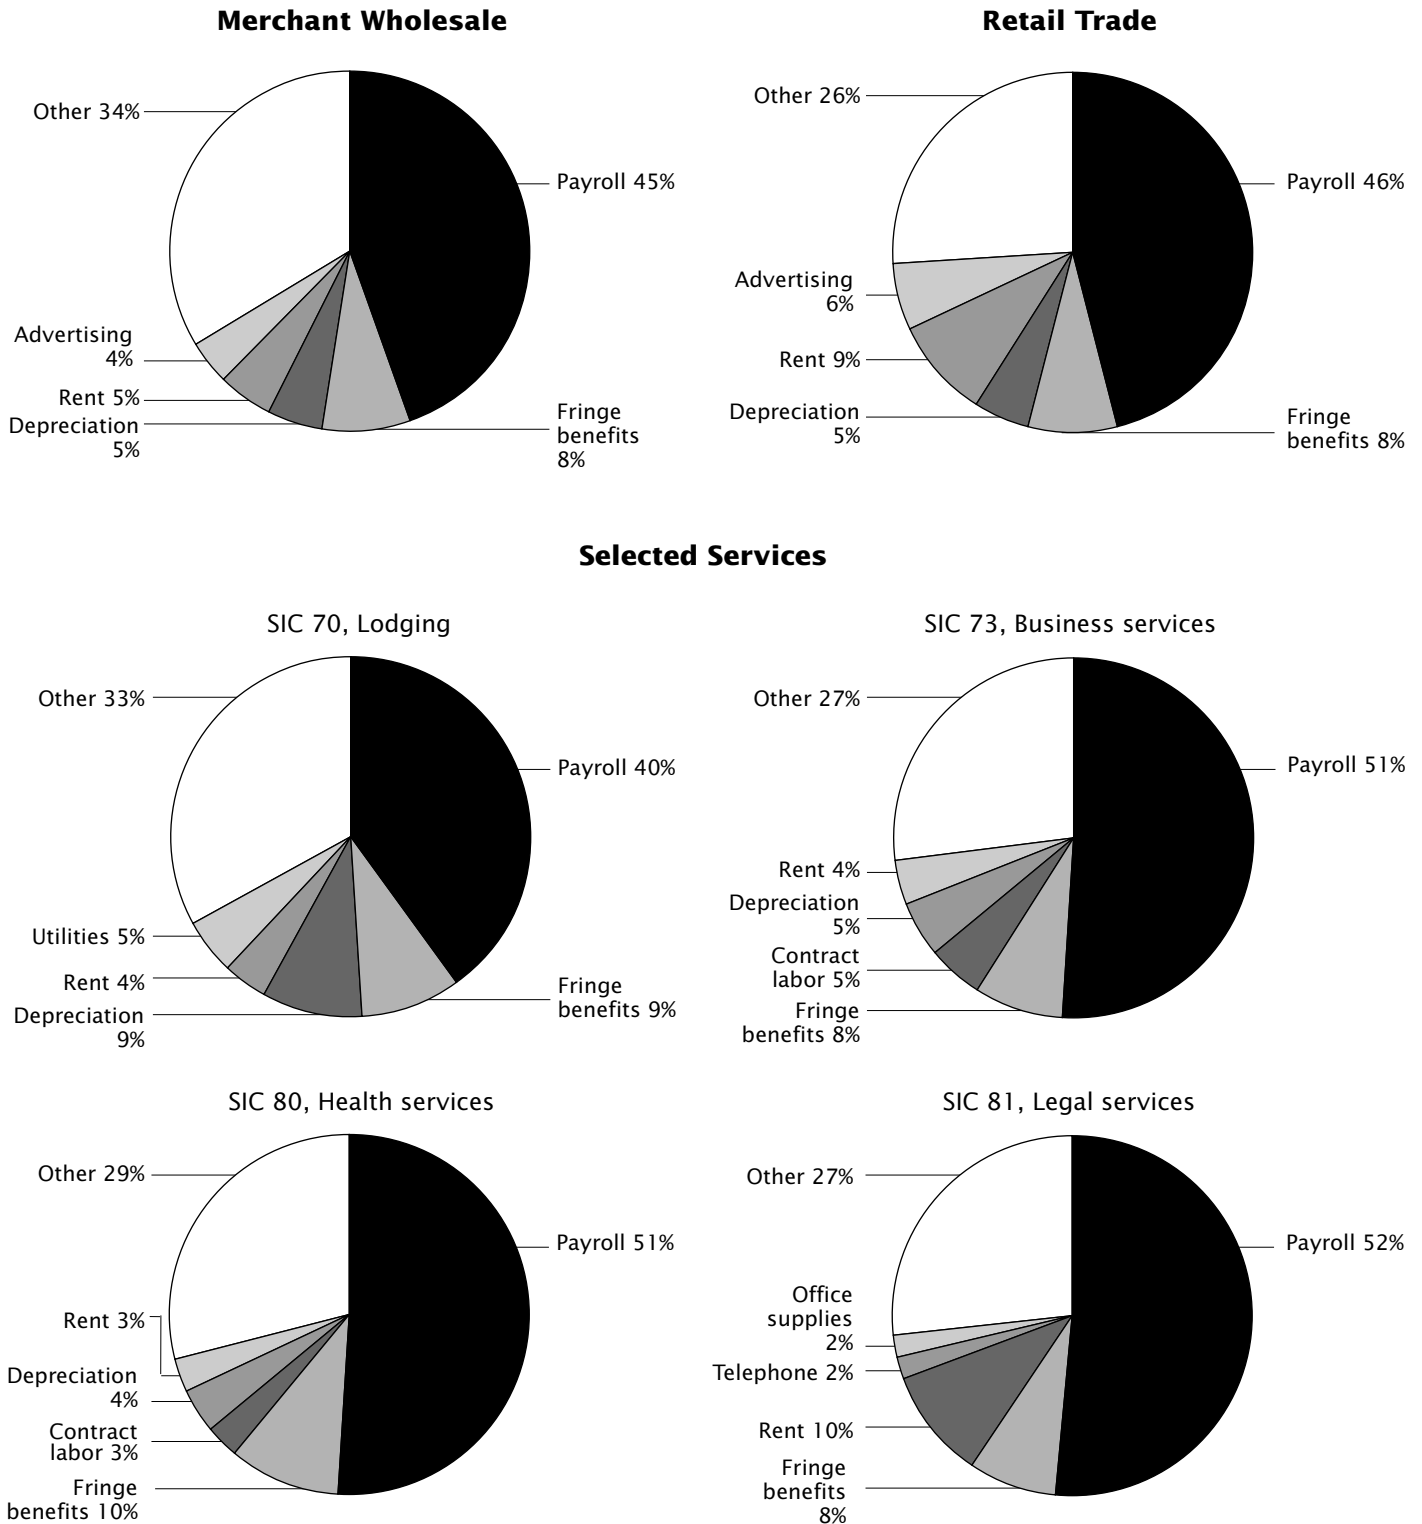 Merchant Wholesale
Other 34%
Payroll 45%
Advertising
4%
Rent 5%
Depreciation
5%
Fringe
benefits
8%
Retail Trade
Other 26%
Payroll 46%
Advertising
6%
Rent 9%
Depreciation
5%
Fringe
benefits 8%
Selected Services
SIC 70, Lodging
Other 33%
Payroll 40%
Utilities 5%
Rent 4%
Depreciation
9%
Fringe
benefits 9%
SIC 73, Business services
Other 27%
Payroll 51%
Rent 4%
Depreciation
5%
Contract
labor 5%
Fringe
benefits 8%
SIC 80, Health services
Other 29%
Payroll 51%
Rent 3%
Depreciation
4%
Contract
labor 3%
Fringe
benefits 10%
SIC 81, Legal services
Other 27%
Payroll 52%
Office
supplies
2%
Telephone 2%
Rent 10%
Fringe
benefits
8%